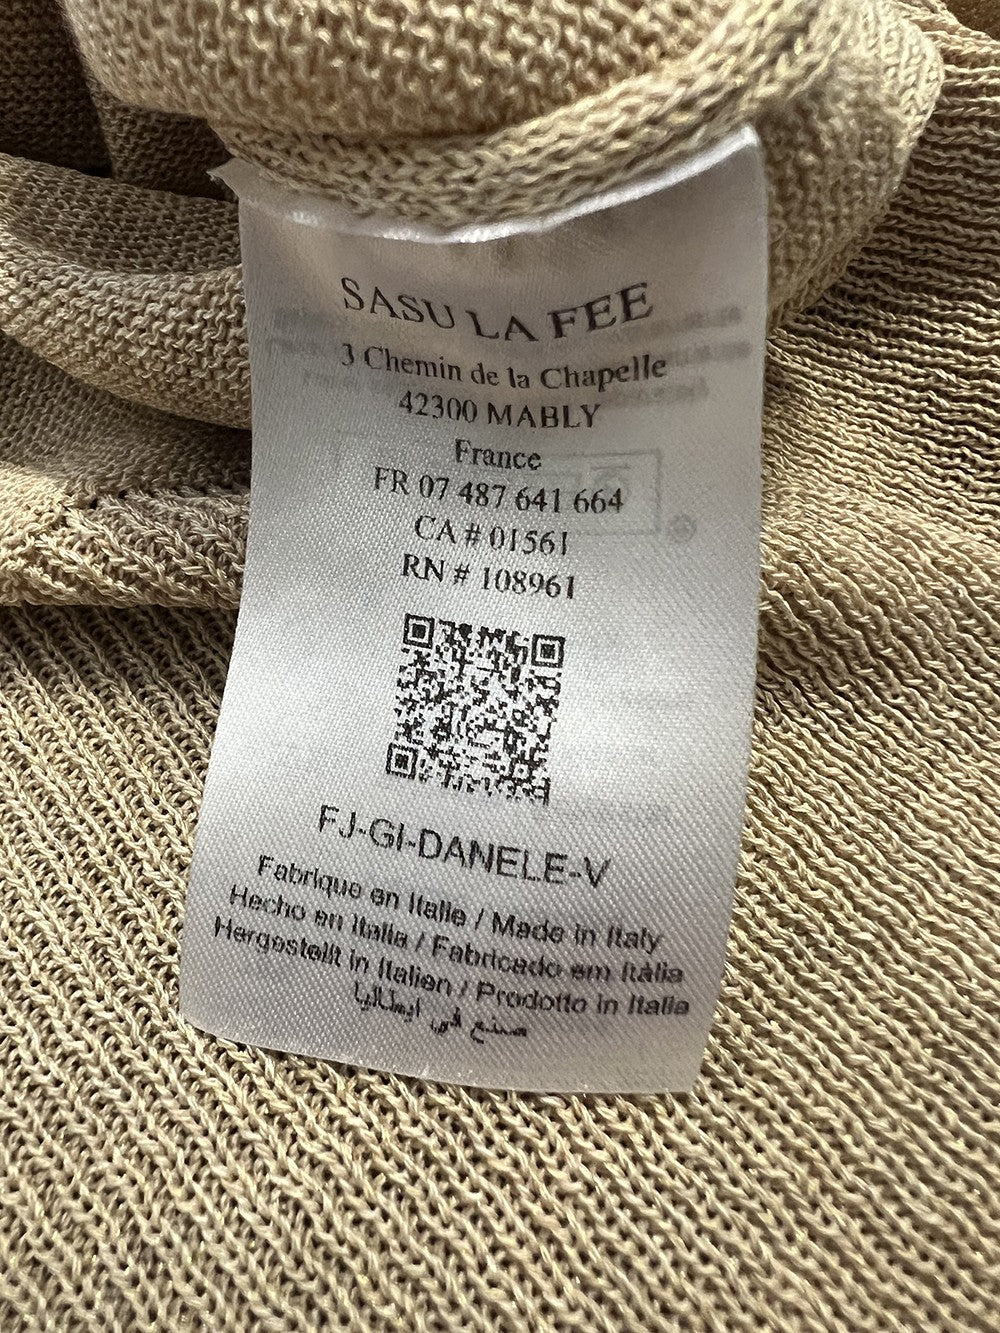 SASU LA FEE
3 Chemin de la Chapelle
42300 MABLY
France
FR 07 487 641 664
CA # 01561
RN # 108961
FJ-GI-DANELE-V
Fabrique en Italie / Made in Italy
Hecho en Italia / Fabricado em Itália
Hergestellt in Italien / Prodotto in Italia
صنع في ايطاليا